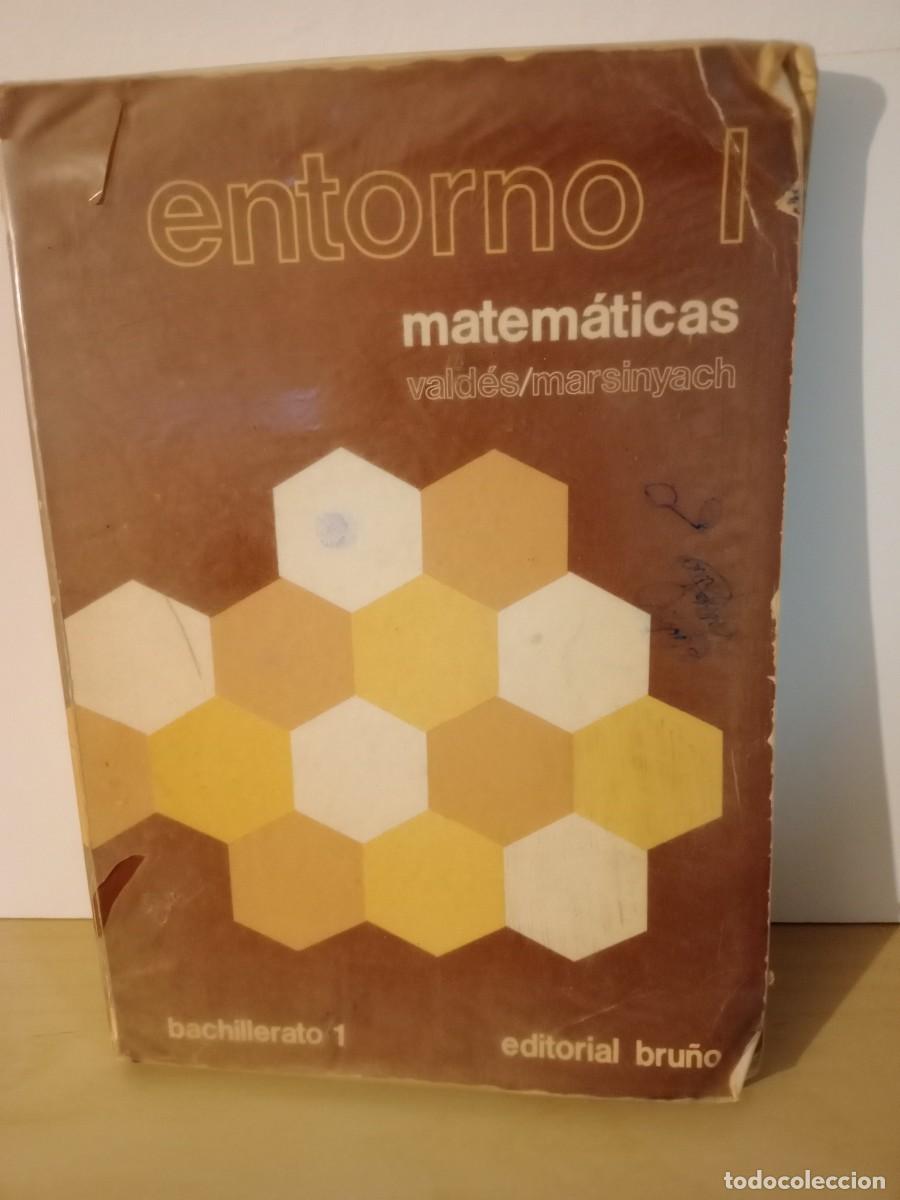 entorno I
matemáticas
valdés/marsinyach
bachillerato 1
editorial bruño
todocoleccion